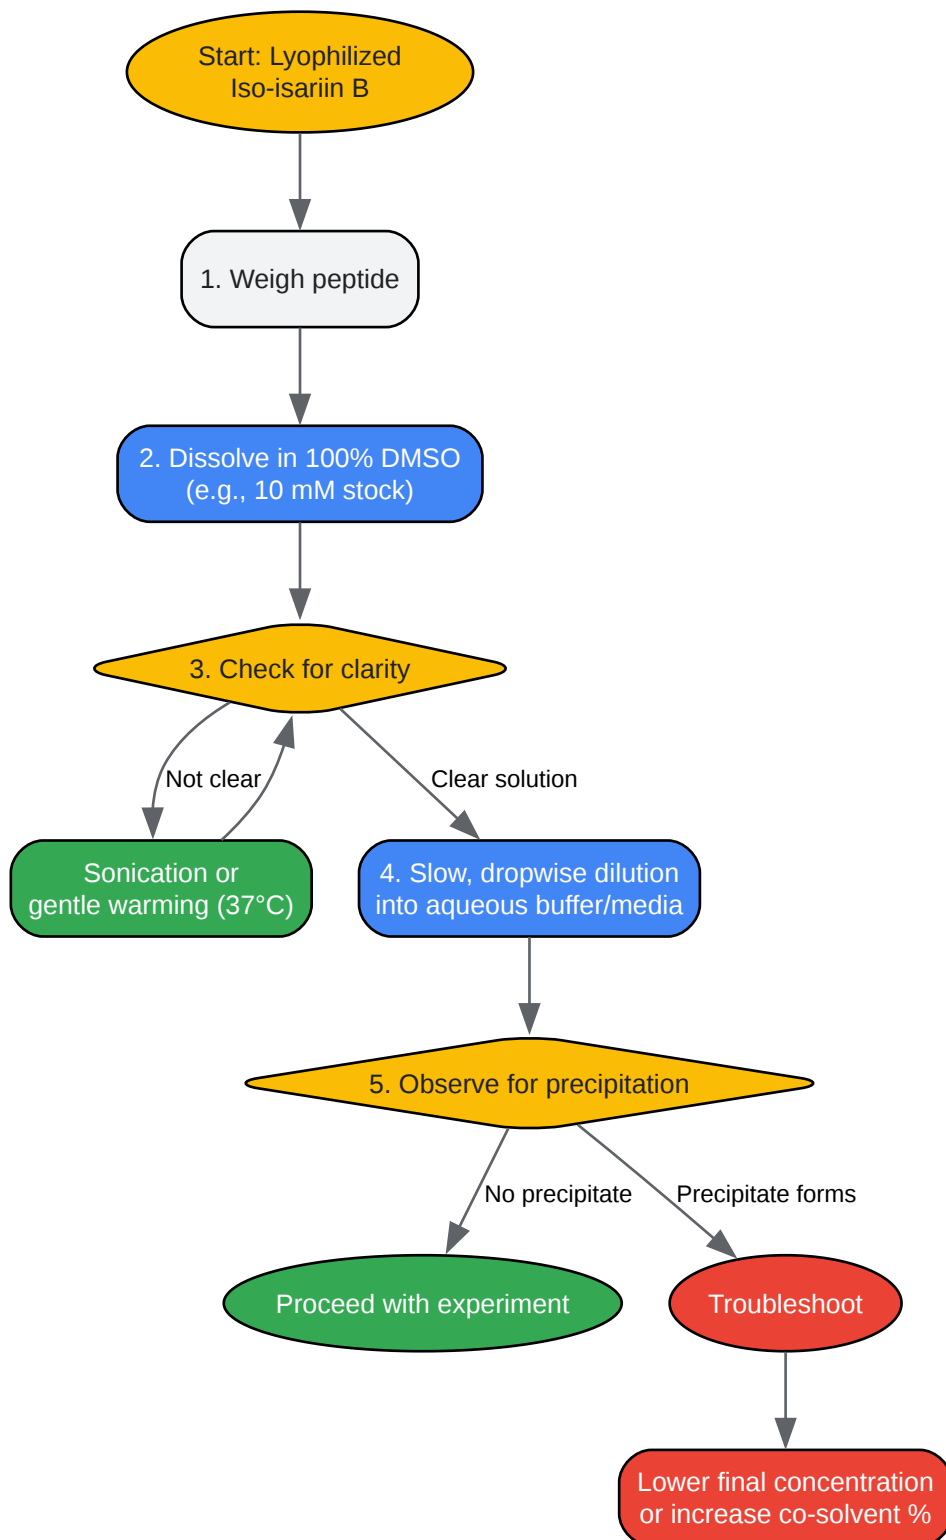 Start: Lyophilized
Iso-isariin B
1. Weigh peptide
2. Dissolve in 100% DMSO
(e.g., 10 mM stock)
3. Check for clarity
Not clear
Clear solution
Sonication or
gentle warming (37°C)
4. Slow, dropwise dilution
into aqueous buffer/media
5. Observe for precipitation
No precipitate
Precipitate forms
Proceed with experiment
Troubleshoot
Lower final concentration
or increase co-solvent %